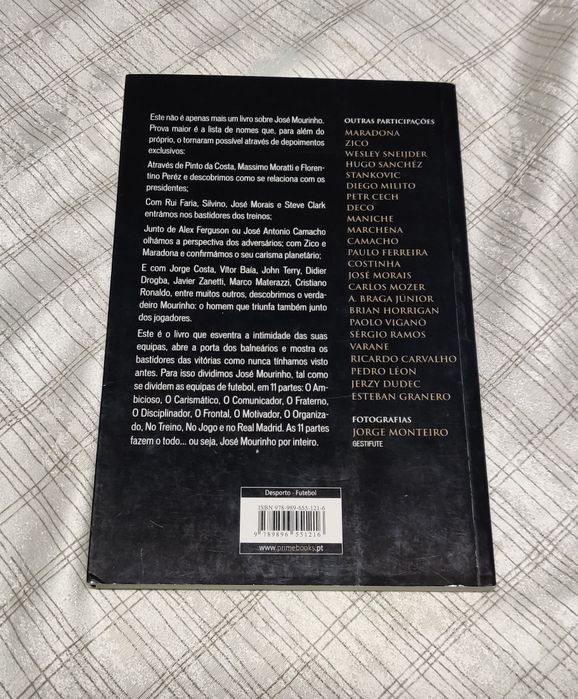 Este não é apenas mais um livro sobre José Mourinho.
Prova maior é a lista de nomes que, para além do
próprio, o tornaram possível através de depoimentos
exclusivos;
Através de Pinto da Costa, Massimo Moratti e Floren-
tino Peréz e descobrimos como se relaciona com os
presidentes;
Com Rui Faria, Silvino, José Morais e Steve Clark
entrámos nos bastidores dos treinos;
Junto de Alex Ferguson ou José Antonio Camacho
olhámos a perspectiva dos adversários; com Zico e
Maradona e confirmámos o seu carisma planetário;
E com Jorge Costa, Vítor Baía, John Terry, Didier
Drogba, Javier Zanetti, Marco Materazzi, Cristiano
Ronaldo, entre muitos outros, descobrimos o verda-
deiro Mourinho: o homem que triunfa também junto
dos jogadores.
Este é o livro que esventra a intimidade das suas
equipas, abre a porta dos balneários e mostra os
bastidores das vitórias como nunca tínhamos visto
antes. Para isso dividimos José Mourinho, tal como
se dividem as equipas de futebol, em 11 partes: O Am-
bicioso, O Carismático, O Comunicador, O Fraterno,
O Disciplinador, O Frontal, O Motivador, O Organiza-
do, No Treino, No Jogo e no Real Madrid. As 11 partes
fazem o todo... ou seja, José Mourinho por inteiro.
OUTRAS PARTICIPAÇÕES
MARADONA
ZICO
WESLEY SNEIJDER
HUGO SANCHÉZ
STANKOVIC
DIEGO MILITO
PETR CECH
DECO
MANICHE
MARCHENA
CAMACHO
PAULO FERREIRA
COSTINHA
JOSÉ MORAIS
CARLOS MOZER
A. BRAGA JÚNIOR
BRIAN HORRIGAN
PAOLO VIGANÒ
SÉRGIO RAMOS
VARANE
RICARDO CARVALHO
PEDRO LÉON
JERZY DUDEC
ESTEBAN GRANERO
FOTOGRAFIAS
JORGE MONTEIRO
GESTIFUTE
Desporto - Futebol
ISBN 978-989-655-121-6
9 789896 551216
www.primebooks.pt